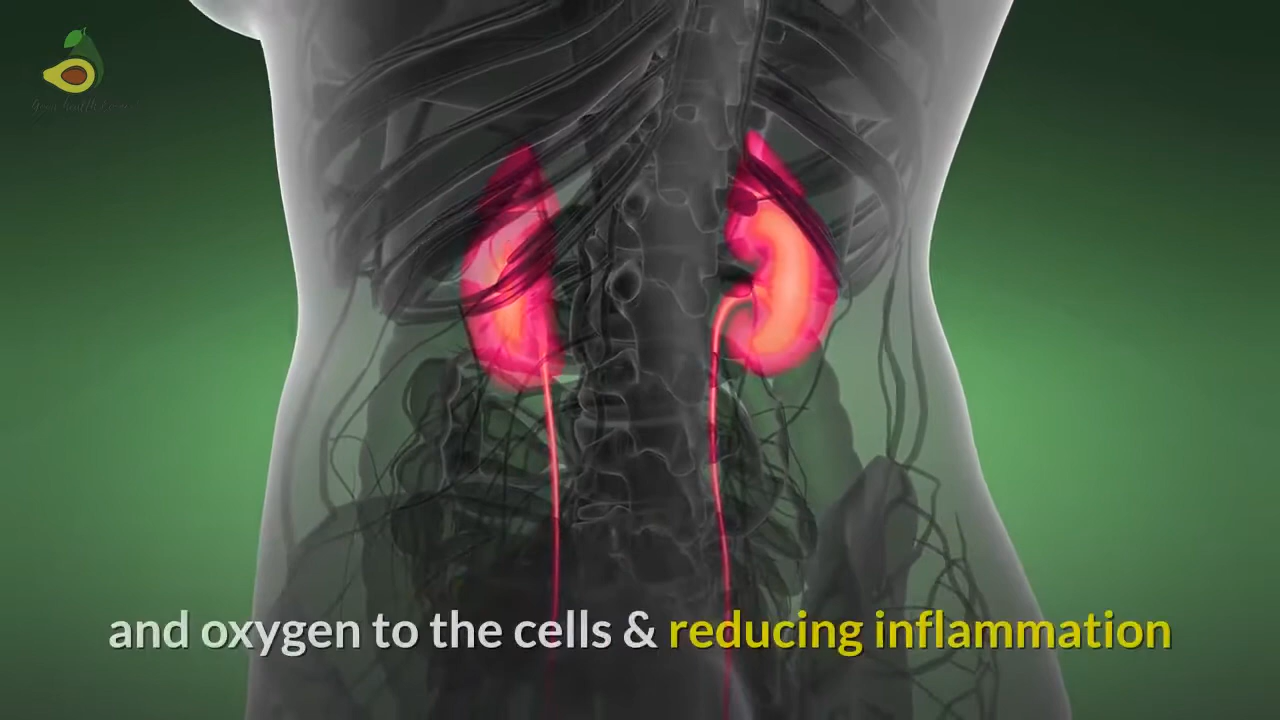 and oxygen to the cells & reducing inflammation